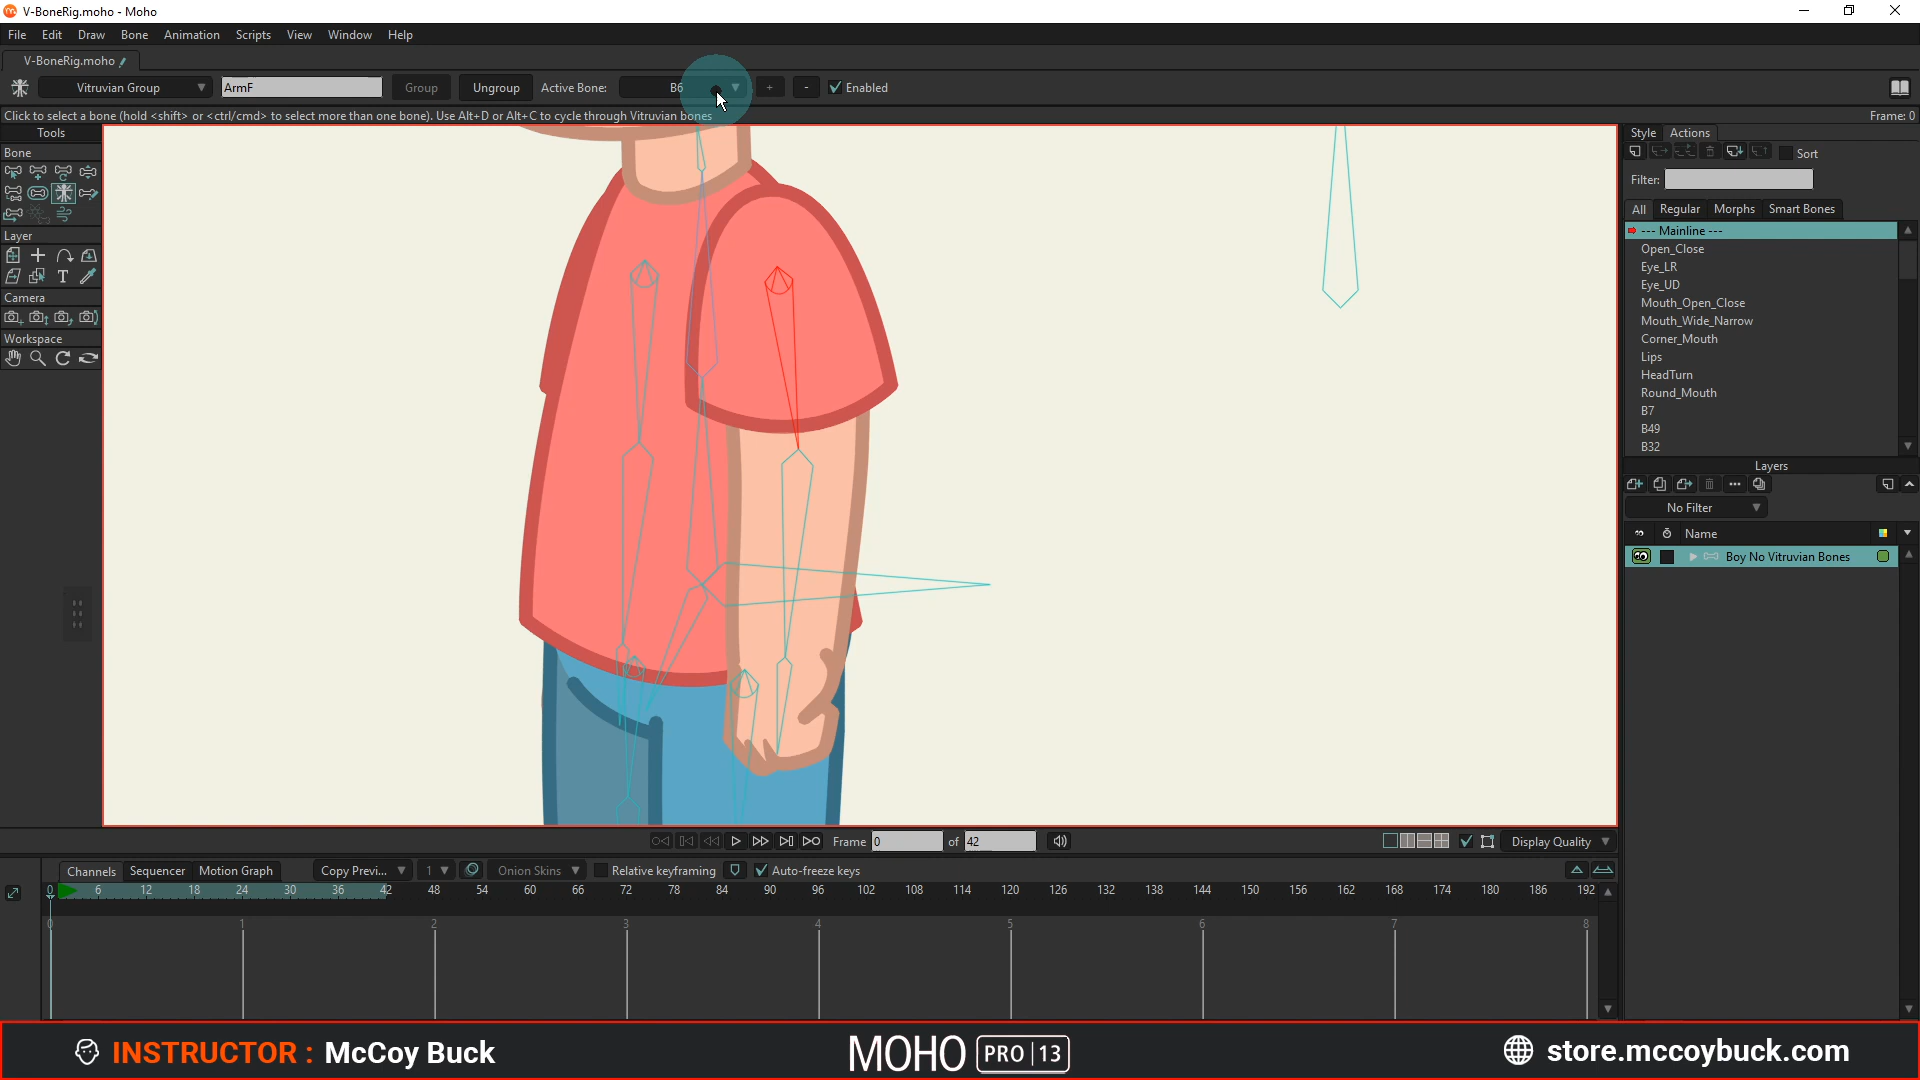 V-BoneRig.moho - Moho
File Edit Draw Bone Animation Scripts View Window Help
V-BoneRig.moho
Vitruvian Group ArmF Group Ungroup Active Bone: B6 + - Enabled
Click to select a bone (hold <shift> or <ctrl/cmd> to select more than one bone). Use Alt+D or Alt+C to cycle through Vitruvian bones
Frame: 0
Tools
Bone
Layer
Camera
Workspace
Style Actions
Sort
Filter:
All Regular Morphs Smart Bones
--- Mainline ---
Open_Close
Eye_LR
Eye_UD
Mouth_Open_Close
Mouth_Wide_Narrow
Corner_Mouth
Lips
HeadTurn
Round_Mouth
B7
B49
B32
Layers
No Filter
Name
Boy No Vitruvian Bones
Frame 0 of 42
Display Quality
Channels Sequencer Motion Graph Copy Previ... 1 Onion Skins Relative keyframing Auto-freeze keys
0 6 12 18 24 30 36 42 48 54 60 66 72 78 84 90 96 102 108 114 120 126 132 138 144 150 156 162 168 174 180 186 192
0 1 2 3 4 5 6 7 8
INSTRUCTOR : McCoy Buck
MOHO PRO 13
store.mccoybuck.com